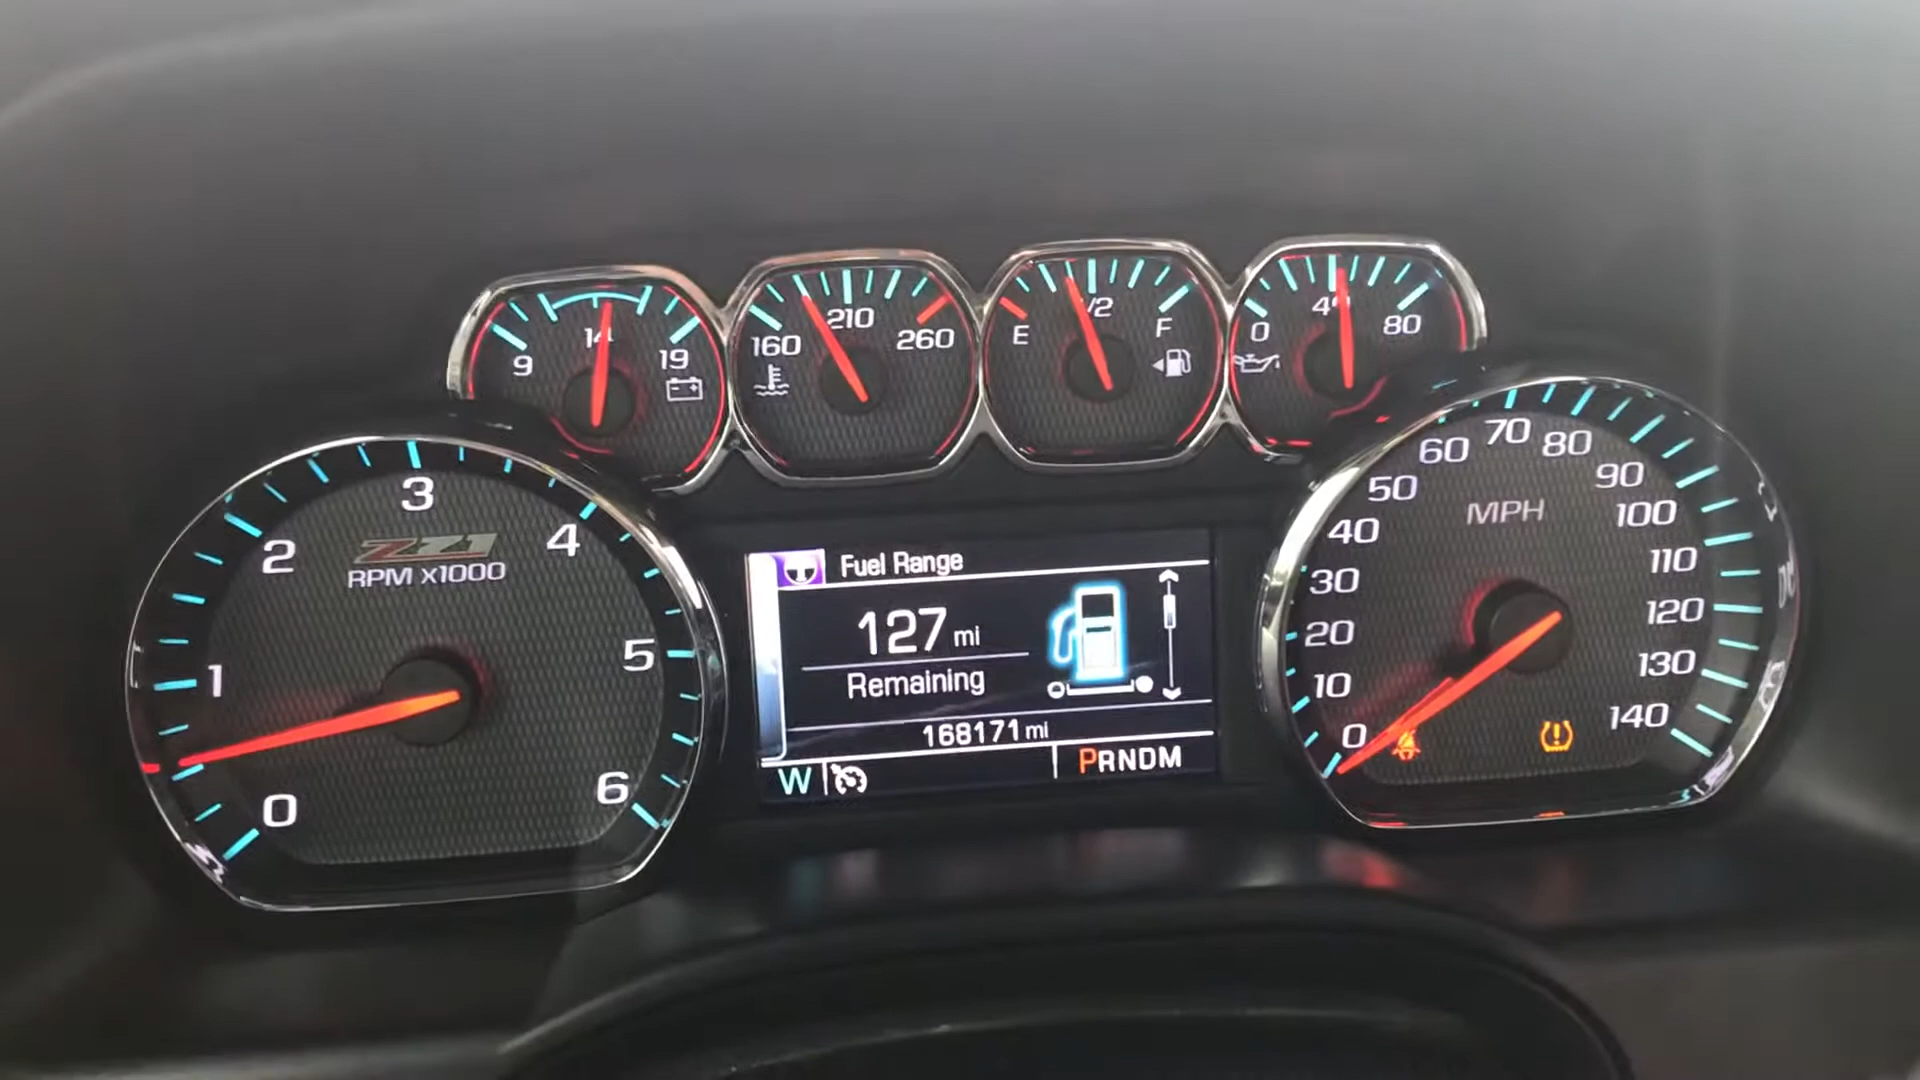 9 14 19
160 210 260
E 1/2 F
0 40 80
0 1 2 3 4 5 6
Z71
RPM x1000
Fuel Range
127 mi
Remaining
168171 mi
W
PRNDM
0 10 20 30 40 50 60 70 80 90 100 110 120 130 140
MPH